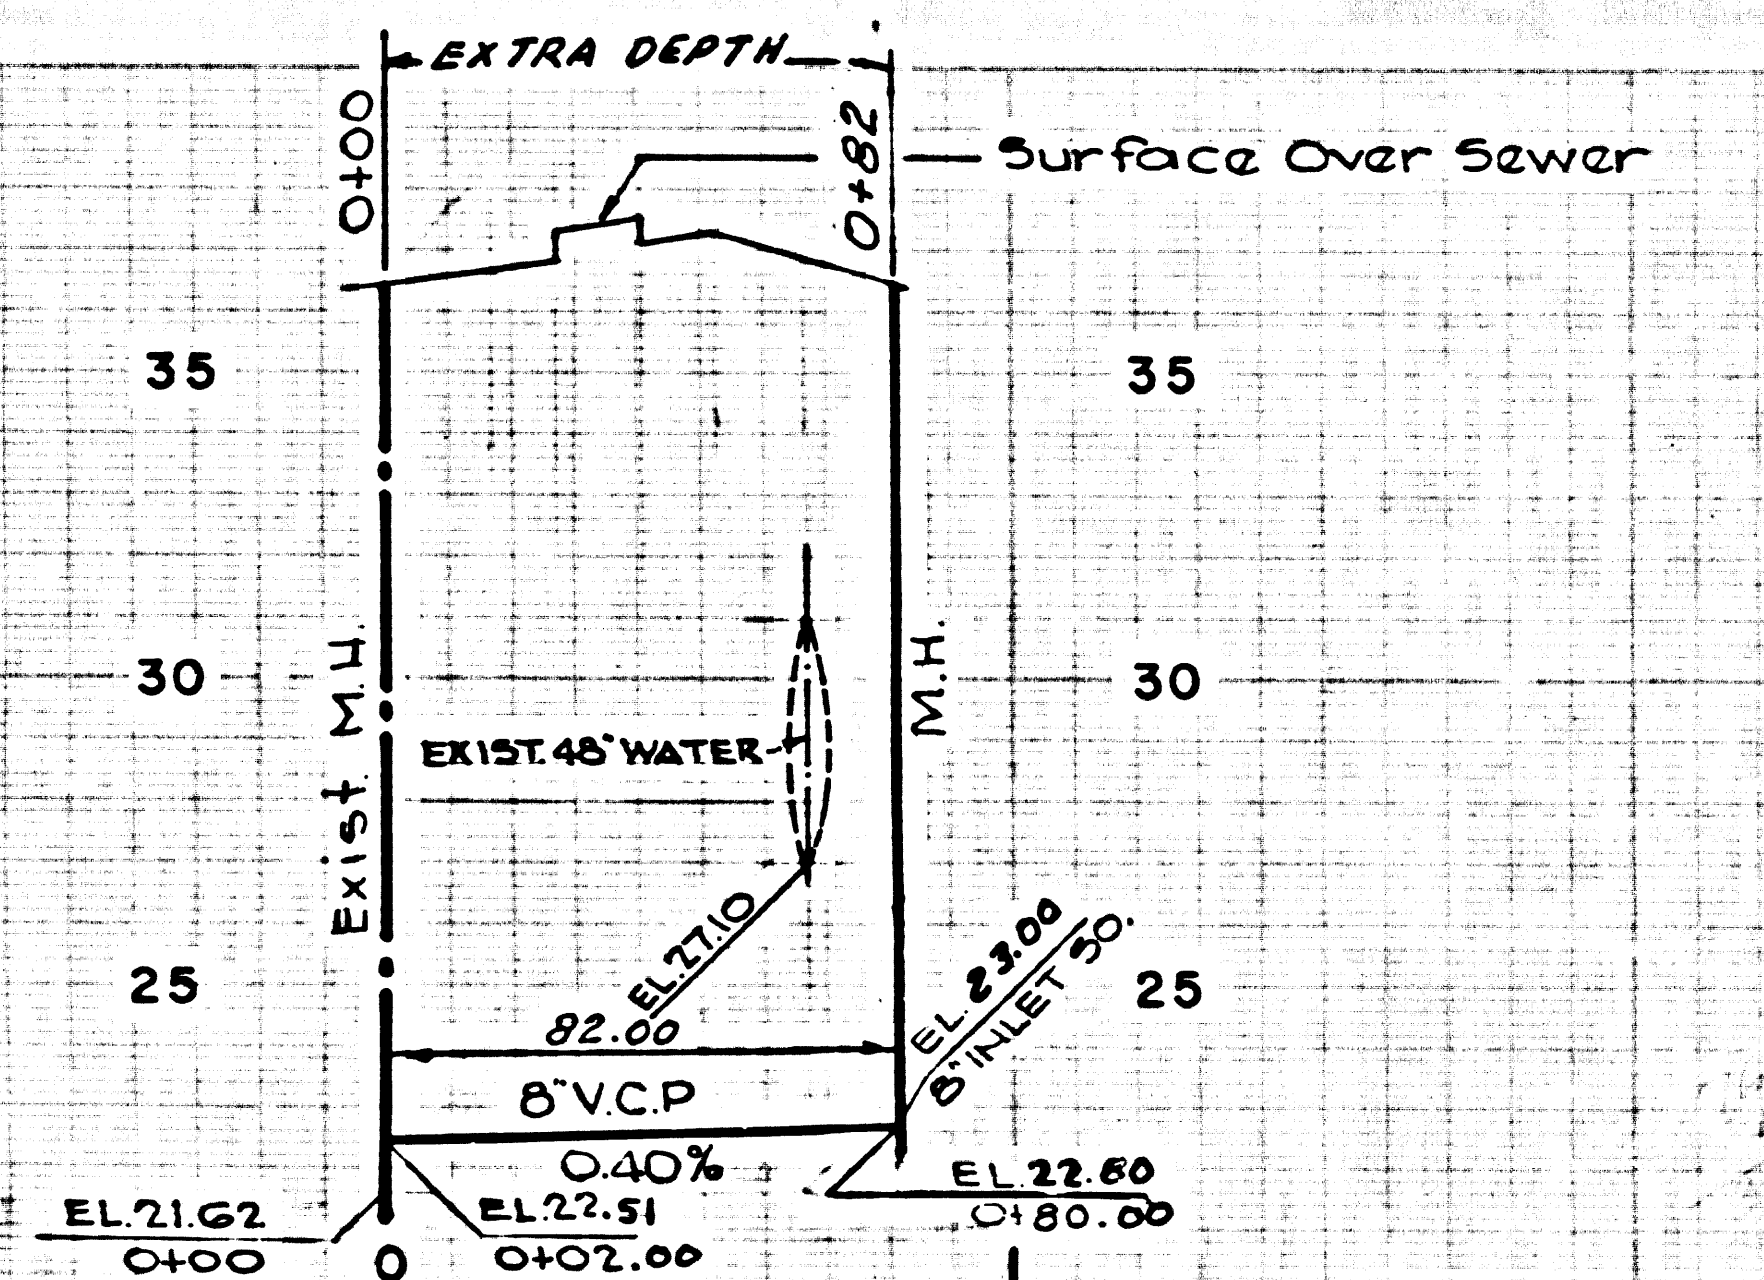 EXTRA DEPTH
0+00
0+82
Surface Over Sewer
35
35
30
30
Exist. M.H.
M.H.
EXIST. 48" WATER
25
25
EL.27.10
82.00
EL. 23.00
8" INLET SO.
8" V.C.P
0.40%
EL.21.62
0+00
0
EL.22.51
0+02.00
EL.22.80
0+80.00